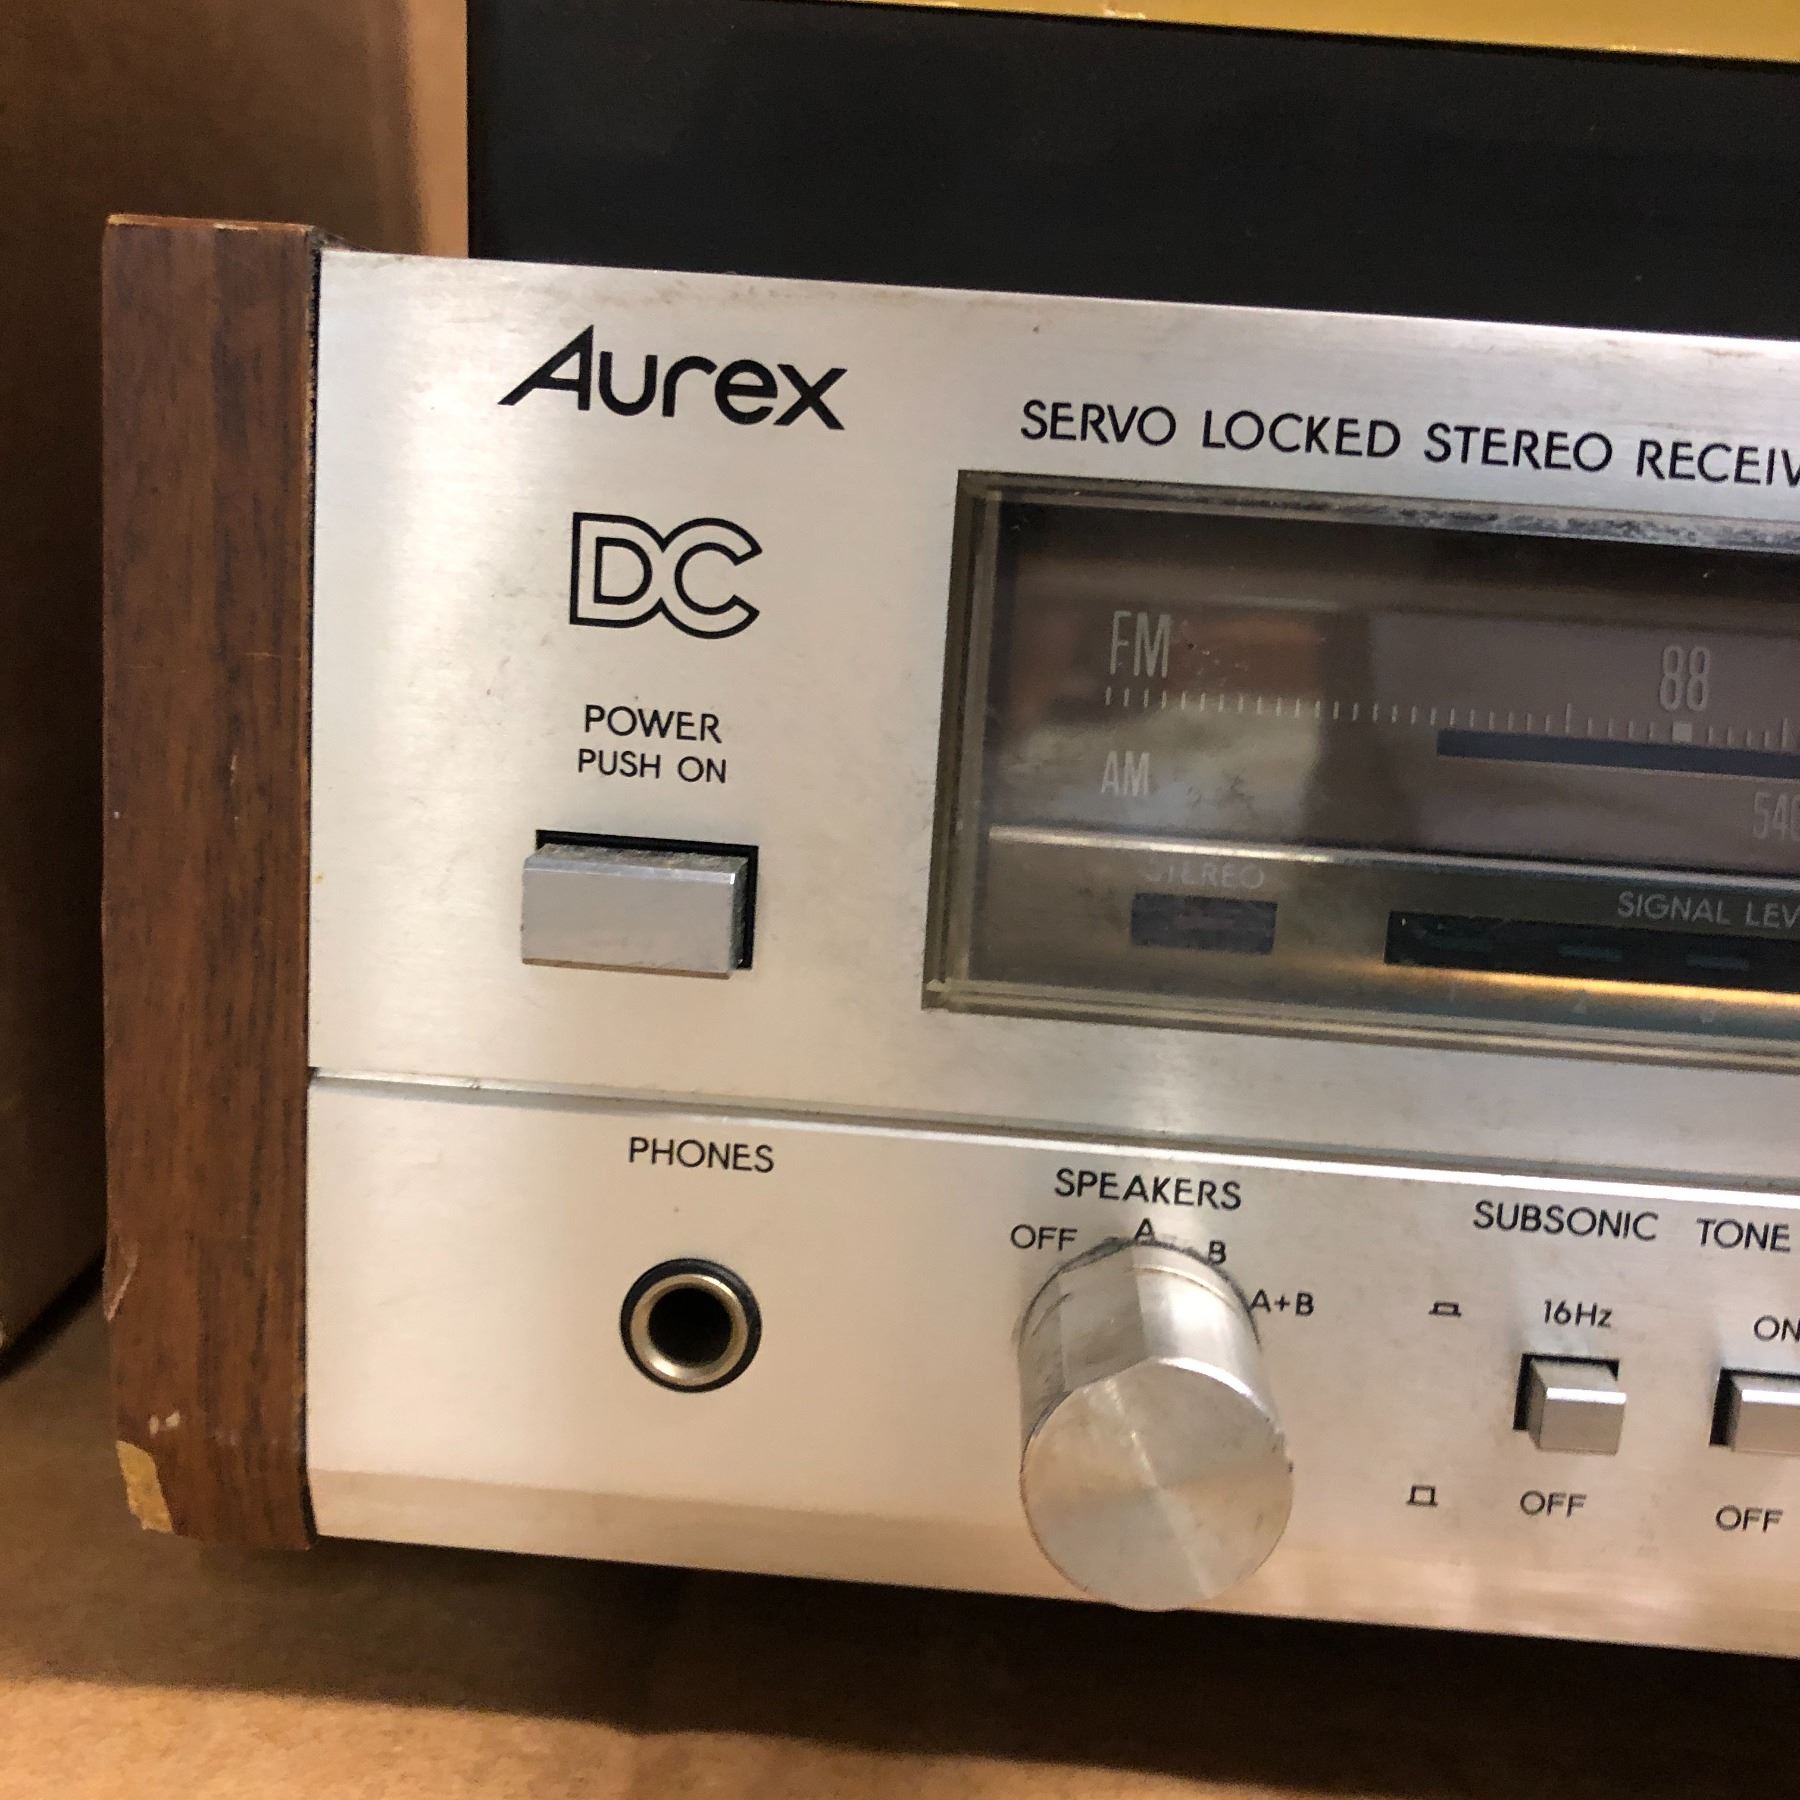 Aurex
SERVO LOCKED STEREO RECEIV
DC
POWER
PUSH ON
FM 88
AM 540
STEREO
SIGNAL LEV
PHONES
SPEAKERS
OFF A B A+B
SUBSONIC TONE
16Hz ON
OFF OFF